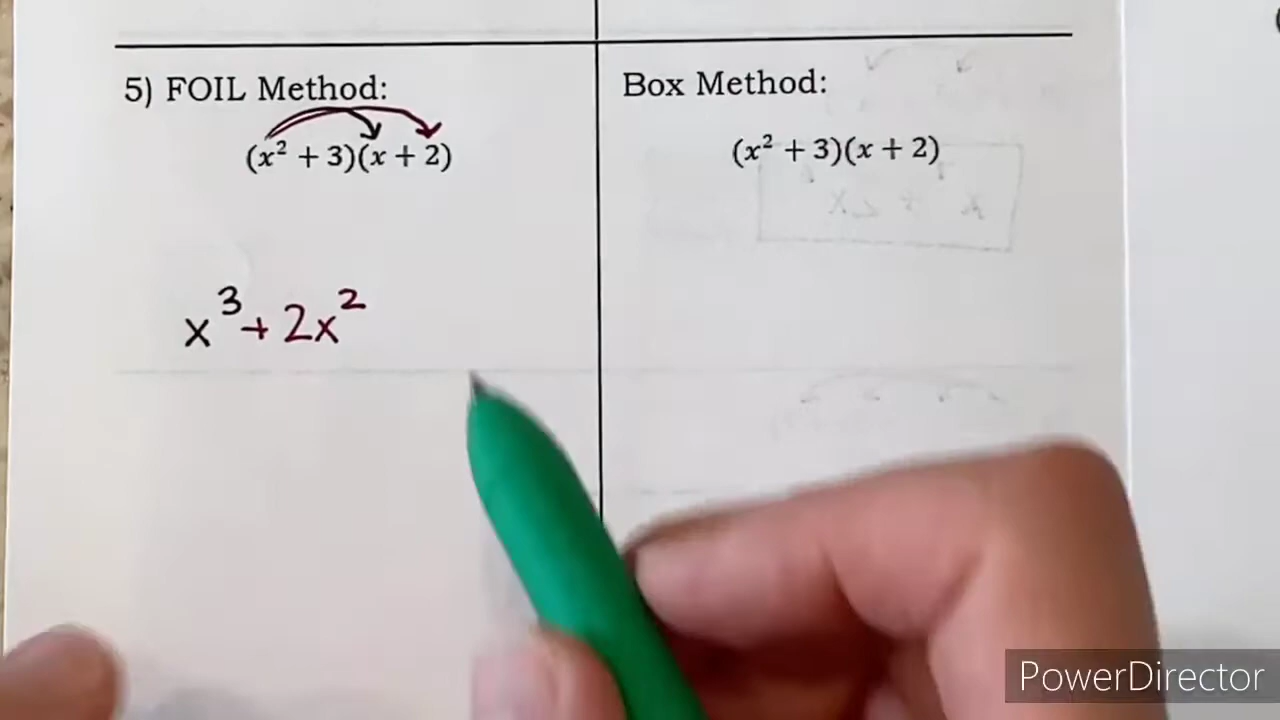 5) FOIL Method:
(x² + 3)(x + 2)
x³ + 2x²
Box Method:
(x² + 3)(x + 2)
PowerDirector